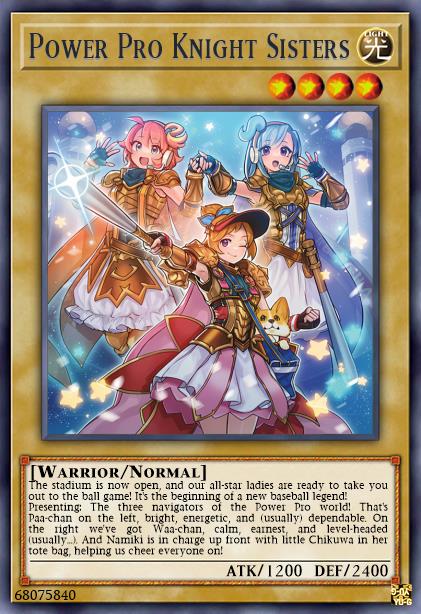 Power Pro Knight Sisters
LIGHT
光
[Warrior/Normal]
The stadium is now open, and our all-star ladies are ready to take you
out to the ball game! It's the beginning of a new baseball legend!
Presenting: The three navigators of the Power Pro world! That's
Paa-chan on the left, bright, energetic, and (usually) dependable. On
the right we've got Waa-chan, calm, earnest, and level-headed
(usually...). And Namiki is in charge up front with little Chikuwa in her
tote bag, helping us cheer everyone on!
ATK/1200 DEF/2400
68075840